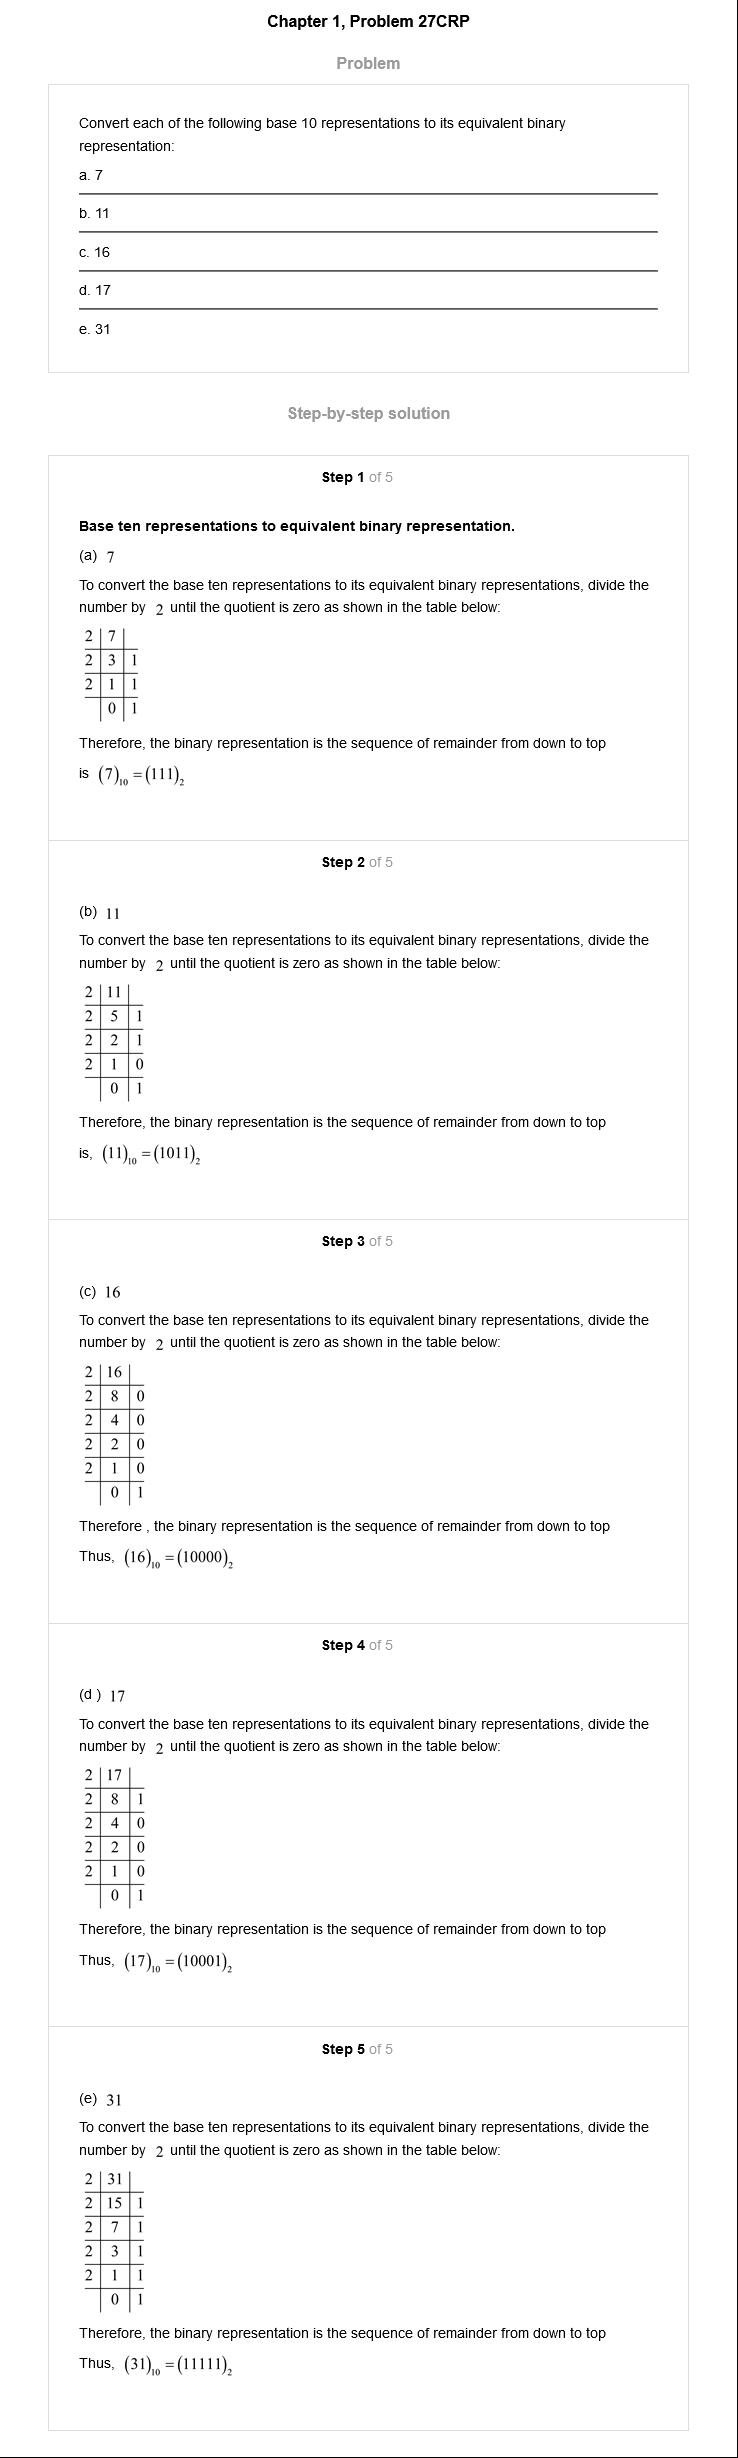 Chapter 1, Problem 27CRP
Problem
Convert each of the following base 10 representations to its equivalent binary
representation:
a. 7
b. 11
c. 16
d. 17
e. 31
Step-by-step solution
Step 1 of 5
Base ten representations to equivalent binary representation.
(a) 7
To convert the base ten representations to its equivalent binary representations, divide the
number by 2 until the quotient is zero as shown in the table below:
2 7
2 3 1
2 1 1
0 1
Therefore, the binary representation is the sequence of remainder from down to top
is (7)₁₀ = (111)₂
Step 2 of 5
(b) 11
To convert the base ten representations to its equivalent binary representations, divide the
number by 2 until the quotient is zero as shown in the table below:
2 11
2 5 1
2 2 1
2 1 0
0 1
Therefore, the binary representation is the sequence of remainder from down to top
is, (11)₁₀ = (1011)₂
Step 3 of 5
(c) 16
To convert the base ten representations to its equivalent binary representations, divide the
number by 2 until the quotient is zero as shown in the table below:
2 16
2 8 0
2 4 0
2 2 0
2 1 0
0 1
Therefore , the binary representation is the sequence of remainder from down to top
Thus, (16)₁₀ = (10000)₂
Step 4 of 5
(d ) 17
To convert the base ten representations to its equivalent binary representations, divide the
number by 2 until the quotient is zero as shown in the table below:
2 17
2 8 1
2 4 0
2 2 0
2 1 0
0 1
Therefore, the binary representation is the sequence of remainder from down to top
Thus, (17)₁₀ = (10001)₂
Step 5 of 5
(e) 31
To convert the base ten representations to its equivalent binary representations, divide the
number by 2 until the quotient is zero as shown in the table below:
2 31
2 15 1
2 7 1
2 3 1
2 1 1
0 1
Therefore, the binary representation is the sequence of remainder from down to top
Thus, (31)₁₀ = (11111)₂